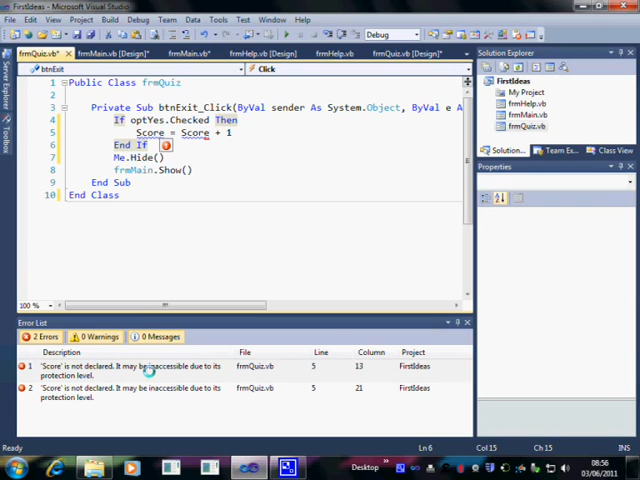 FirstIdeas - Microsoft Visual Studio
File Edit View Project Build Debug Team Data Tools Test Window Help
Debug
frmQuiz.vb* frmMain.vb [Design]* frmMain.vb* frmHelp.vb [Design] frmHelp.vb frmQuiz.vb [Design]*
btnExit Click
1 Public Class frmQuiz
2
3 Private Sub btnExit_Click(ByVal sender As System.Object, ByVal e A
4 If optYes.Checked Then
5 Score = Score + 1
6 End If
7 Me.Hide()
8 frmMain.Show()
9 End Sub
10 End Class
100 %
Server Explorer
Toolbox
Solution Explorer
FirstIdeas
My Project
frmHelp.vb
frmMain.vb
frmQuiz.vb
Solution... Team Ex... Class View
Properties
Error List
2 Errors 0 Warnings 0 Messages
Description File Line Column Project
1 'Score' is not declared. It may be inaccessible due to its protection level. frmQuiz.vb 5 13 FirstIdeas
2 'Score' is not declared. It may be inaccessible due to its protection level. frmQuiz.vb 5 21 FirstIdeas
Ready Ln 6 Col 15 Ch 15 INS
Desktop
08:56
03/06/2011